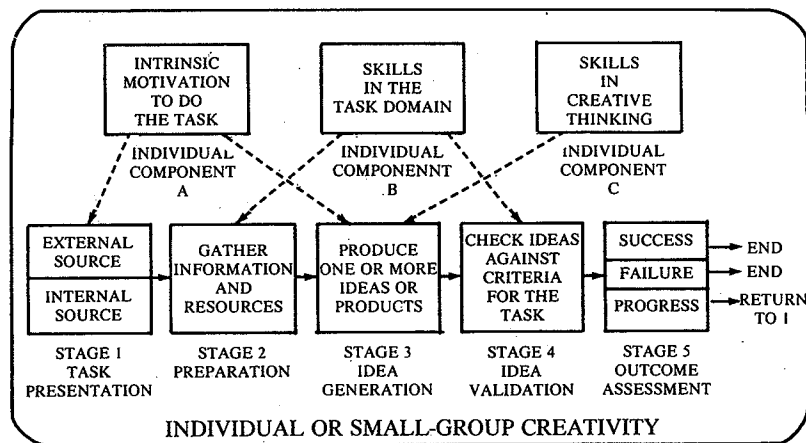 INTRINSIC
MOTIVATION
TO DO
THE TASK
SKILLS
IN THE
TASK DOMAIN
SKILLS
IN
CREATIVE
THINKING
INDIVIDUAL
COMPONENT
A
INDIVIDUAL
COMPONENNT
B
INDIVIDUAL
COMPONENT
C
EXTERNAL
SOURCE
INTERNAL
SOURCE
GATHER
INFORMATION
AND
RESOURCES
PRODUCE
ONE OR MORE
IDEAS OR
PRODUCTS
CHECK IDEAS
AGAINST
CRITERIA
FOR THE
TASK
SUCCESS
END
FAILURE
END
PROGRESS
RETURN
TO 1
STAGE 1
TASK
PRESENTATION
STAGE 2
PREPARATION
STAGE 3
IDEA
GENERATION
STAGE 4
IDEA
VALIDATION
STAGE 5
OUTCOME
ASSESSMENT
INDIVIDUAL OR SMALL-GROUP CREATIVITY